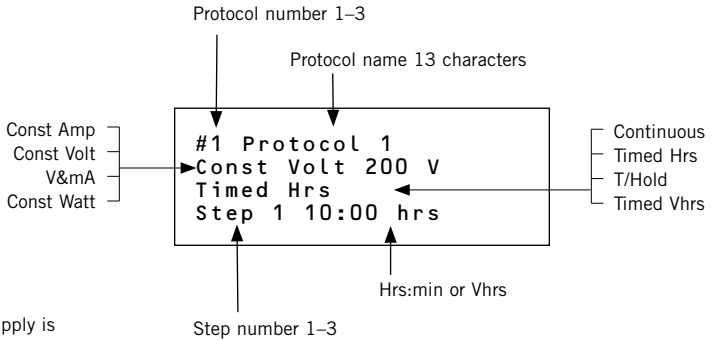 Protocol number 1–3
Protocol name 13 characters
Const Amp
Const Volt
V&mA
Const Watt
#1 Protocol 1
Const Volt 200 V
Timed Hrs
Step 1 10:00 hrs
Continuous
Timed Hrs
T/Hold
Timed Vhrs
Hrs:min or Vhrs
pply is
Step number 1–3